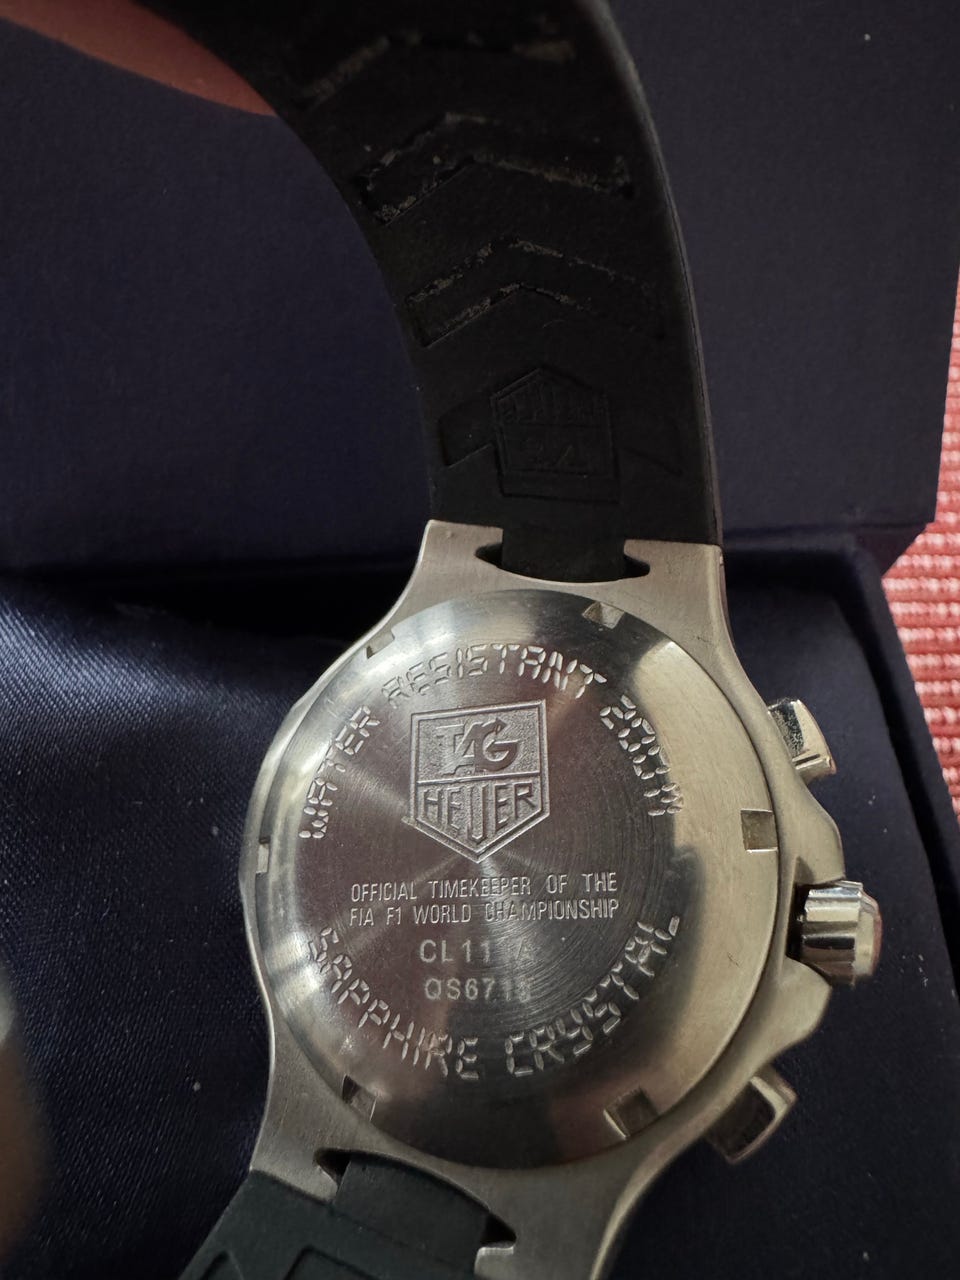 WATER RESISTANT 200M
TAG
HEUER
OFFICIAL TIMEKEEPER OF THE
FIA F1 WORLD CHAMPIONSHIP
SAPPHIRE CRYSTAL